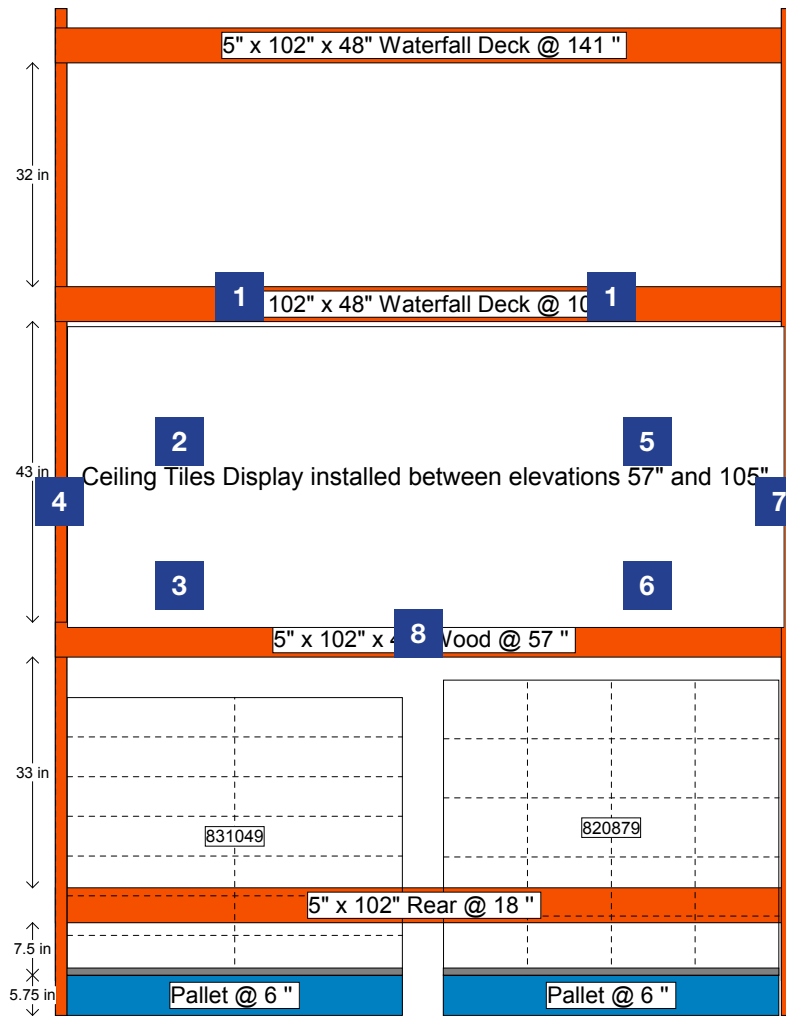 5" x 102" x 48" Waterfall Deck @ 141 "
32 in
1
1
102" x 48" Waterfall Deck @ 10
2
5
43 in
Ceiling Tiles Display installed between elevations 57" and 105"
4
7
3
6
8
5" x 102" x 4 Wood @ 57 "
33 in
831049
820879
5" x 102" Rear @ 18 "
7.5 in
5.75 in
Pallet @ 6 "
Pallet @ 6 "